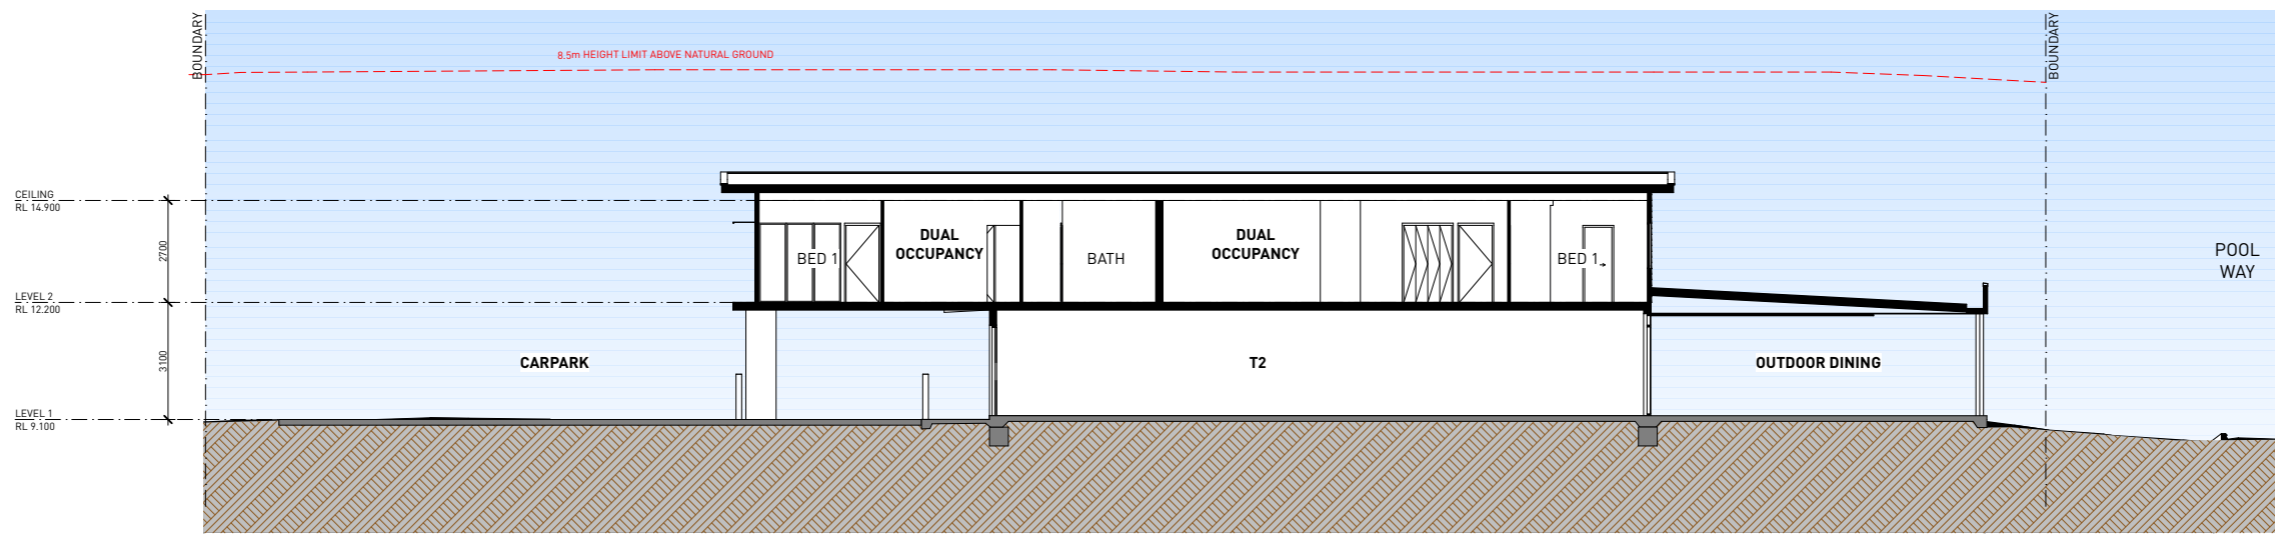 BOUNDARY
8.5m HEIGHT LIMIT ABOVE NATURAL GROUND
BOUNDARY
CEILING
RL 14.900
2700
BED 1
DUAL
OCCUPANCY
BATH
DUAL
OCCUPANCY
BED 1
POOL
WAY
LEVEL 2
RL 12.200
3100
CARPARK
T2
OUTDOOR DINING
LEVEL 1
RL 9.100